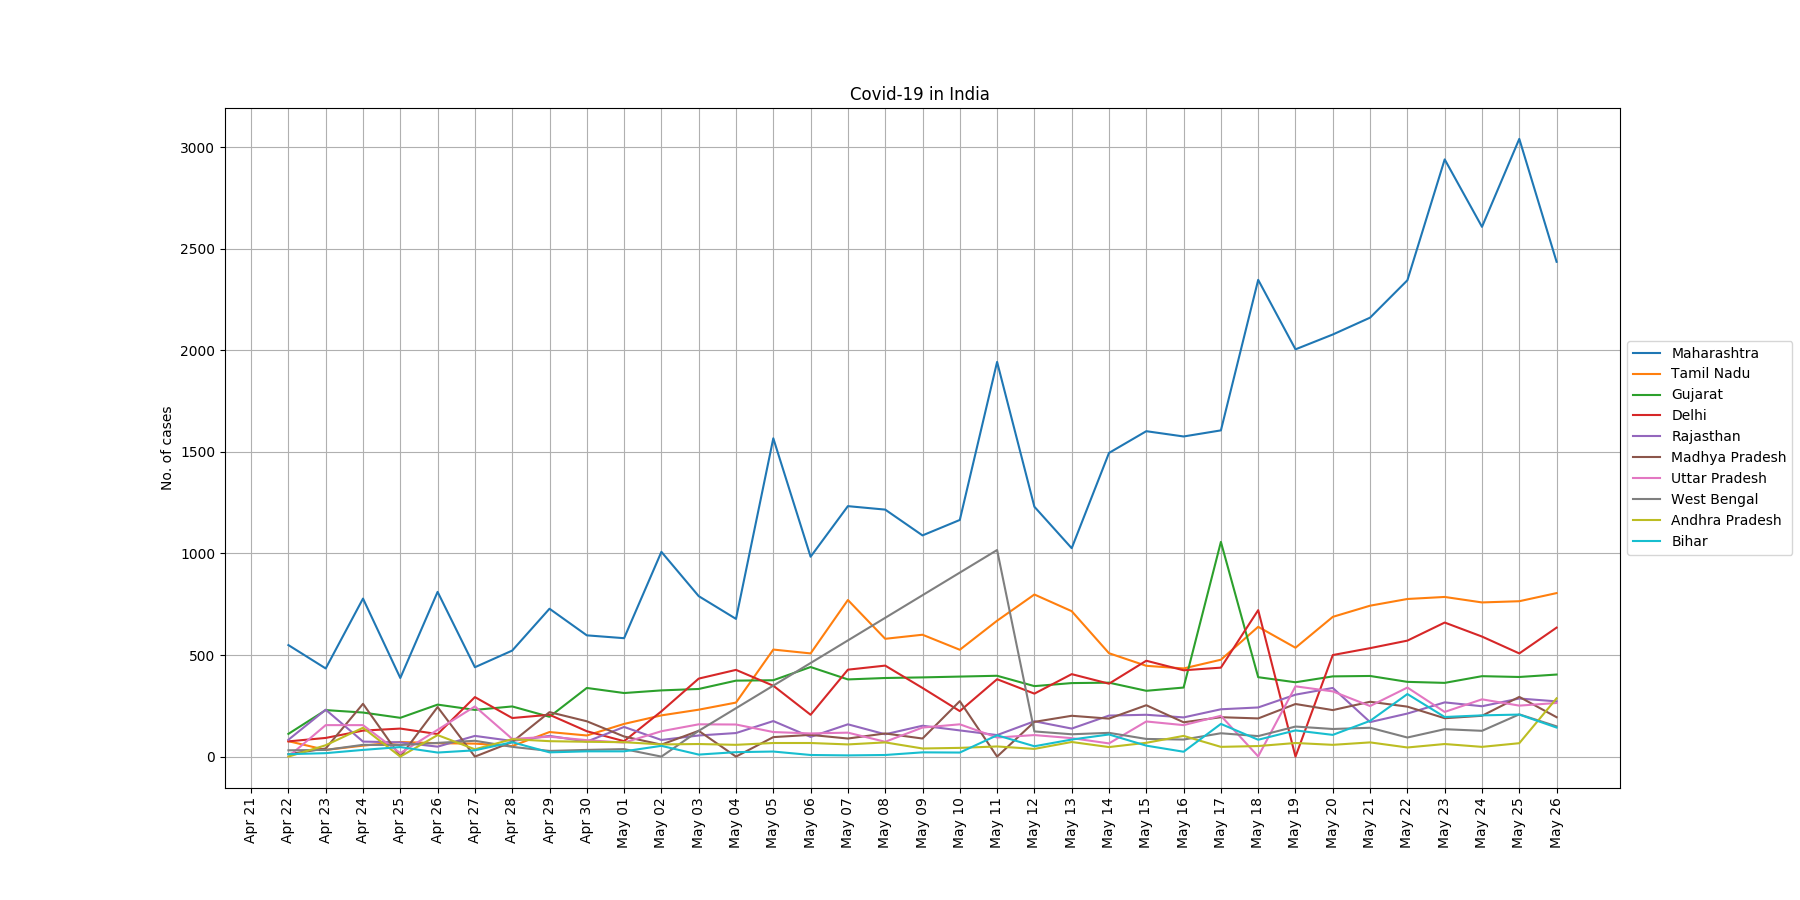 Covid-19 in India
No. of cases
3000
2500
2000
1500
1000
500
0
Apr 21
Apr 22
Apr 23
Apr 24
Apr 25
Apr 26
Apr 27
Apr 28
Apr 29
Apr 30
May 01
May 02
May 03
May 04
May 05
May 06
May 07
May 08
May 09
May 10
May 11
May 12
May 13
May 14
May 15
May 16
May 17
May 18
May 19
May 20
May 21
May 22
May 23
May 24
May 25
May 26
Maharashtra
Tamil Nadu
Gujarat
Delhi
Rajasthan
Madhya Pradesh
Uttar Pradesh
West Bengal
Andhra Pradesh
Bihar